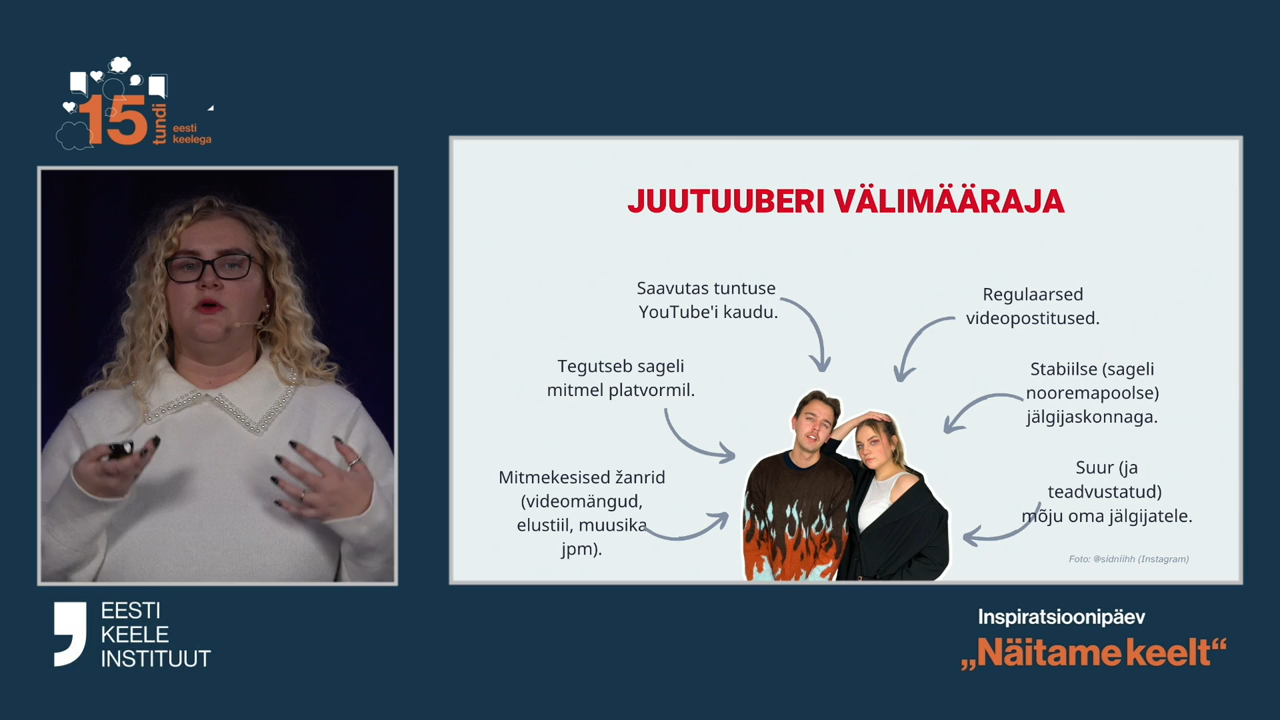 15
tundi
eesti
keelega
JUUTUUBERI VÄLIMÄÄRAJA
Saavutas tuntuse
YouTube'i kaudu.
Regulaarsed
videopostitused.
Tegutseb sageli
mitmel platvormil.
Stabiilse (sageli
nooremapoolse)
jälgijaskonnaga.
Mitmekesised žanrid
(videomängud,
elustiil, muusika
jpm).
Suur (ja
teadvustatud)
mõju oma jälgijatele.
Foto: @sidniihh (Instagram)
EESTI
KEELE
INSTITUUT
Inspiratsioonipäev
„Näitame keelt“